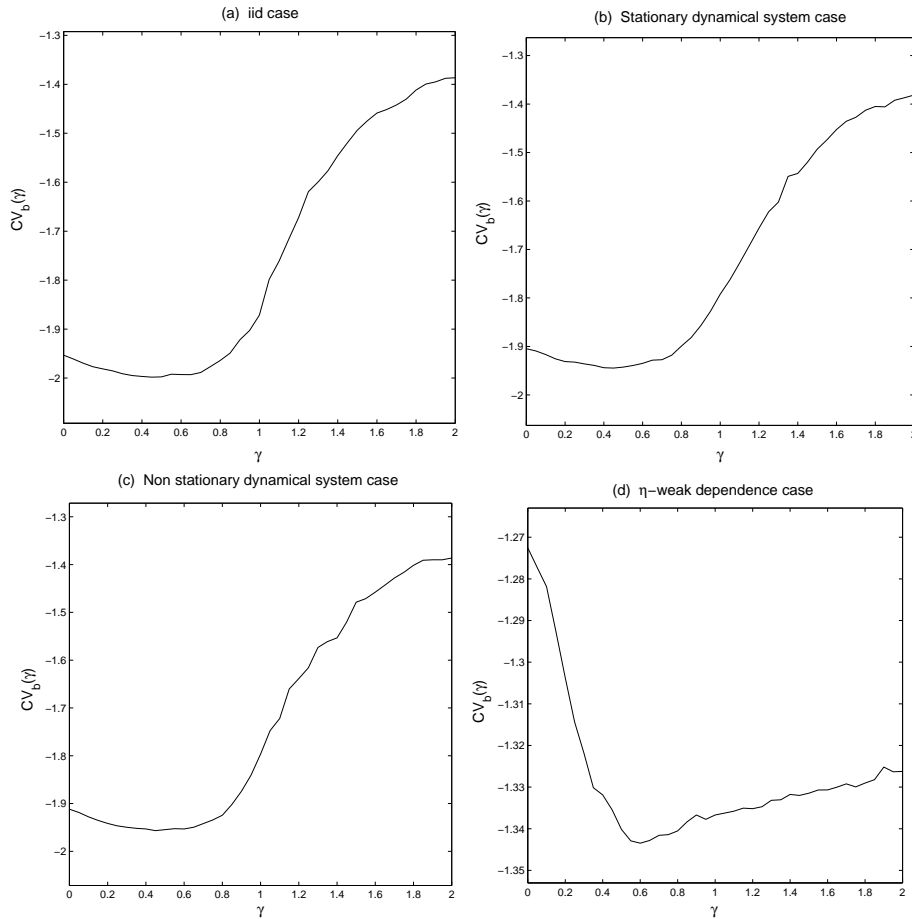 (a) iid case
−1.3
−1.4
−1.5
−1.6
−1.7
−1.8
−1.9
−2
CV_b(γ)
0 0.2 0.4 0.6 0.8 1 1.2 1.4 1.6 1.8 2
γ
(b) Stationary dynamical system case
−1.3
−1.4
−1.5
−1.6
−1.7
−1.8
−1.9
−2
CV_b(γ)
0 0.2 0.4 0.6 0.8 1 1.2 1.4 1.6 1.8 2
γ
(c) Non stationary dynamical system case
−1.3
−1.4
−1.5
−1.6
−1.7
−1.8
−1.9
−2
CV_b(γ)
0 0.2 0.4 0.6 0.8 1 1.2 1.4 1.6 1.8 2
γ
(d) η−weak dependence case
−1.27
−1.28
−1.29
−1.3
−1.31
−1.32
−1.33
−1.34
−1.35
CV_b(γ)
0 0.2 0.4 0.6 0.8 1 1.2 1.4 1.6 1.8 2
γ